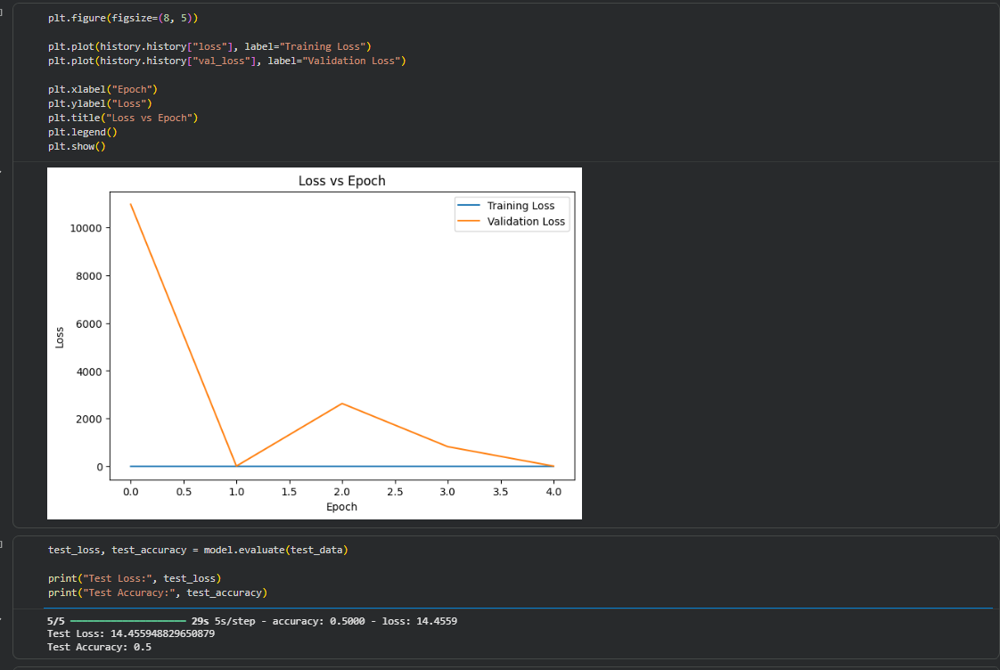 plt.figure(figsize=(8, 5))
plt.plot(history.history["loss"], label="Training Loss")
plt.plot(history.history["val_loss"], label="Validation Loss")
plt.xlabel("Epoch")
plt.ylabel("Loss")
plt.title("Loss vs Epoch")
plt.legend()
plt.show()
Loss vs Epoch
Training Loss
Validation Loss
10000
8000
6000
4000
2000
0
Loss
0.0 0.5 1.0 1.5 2.0 2.5 3.0 3.5 4.0
Epoch
test_loss, test_accuracy = model.evaluate(test_data)
print("Test Loss:", test_loss)
print("Test Accuracy:", test_accuracy)
5/5 29s 5s/step - accuracy: 0.5000 - loss: 14.4559
Test Loss: 14.455948829650879
Test Accuracy: 0.5